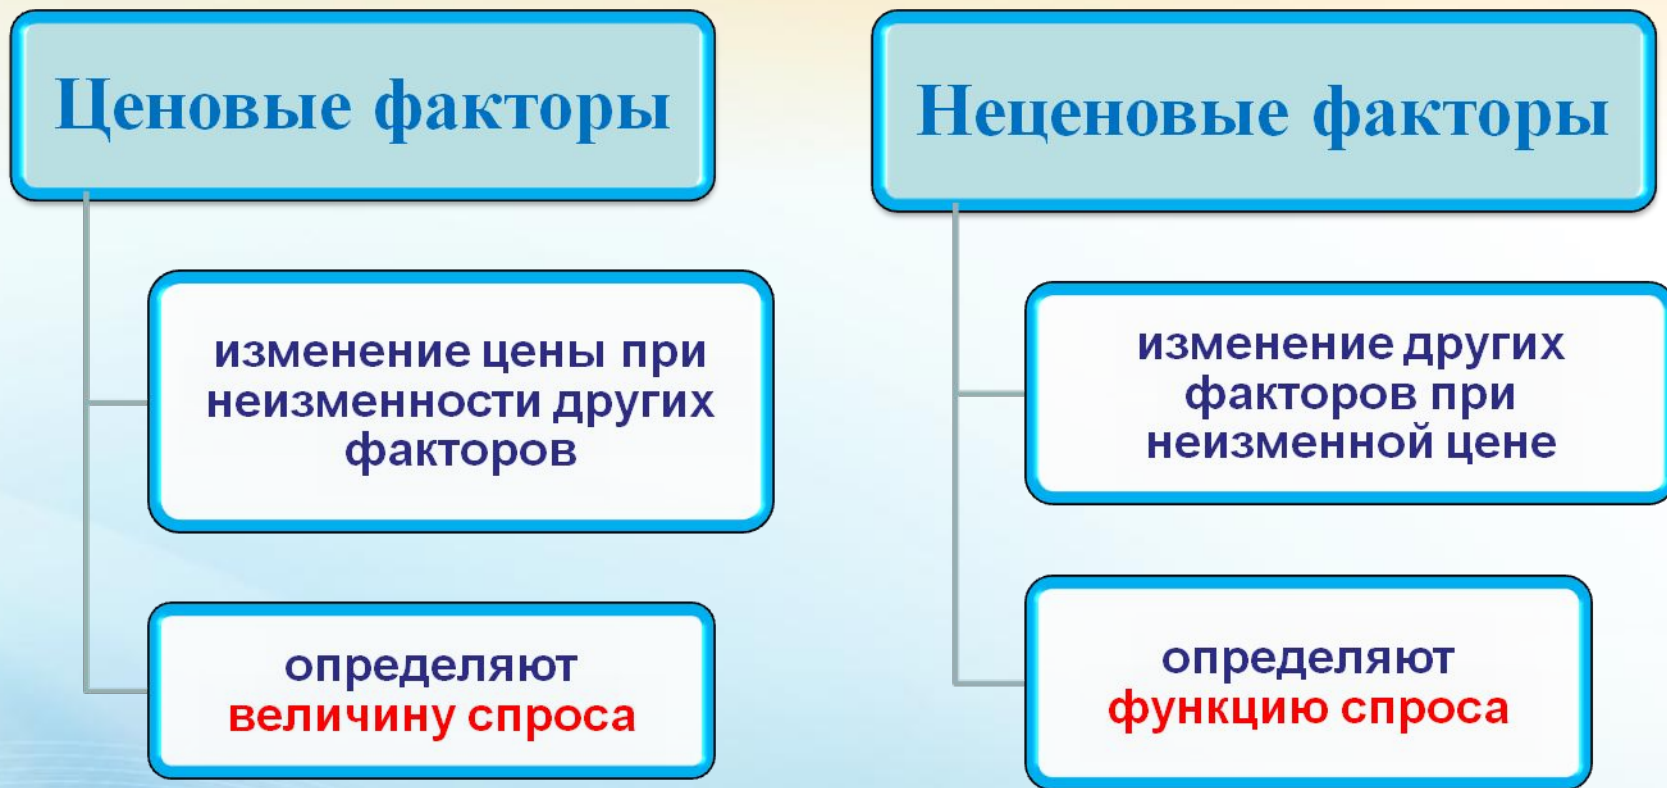 Ценовые факторы
изменение цены при
неизменности других
факторов
определяют
величину спроса
Неценовые факторы
изменение других
факторов при
неизменной цене
определяют
функцию спроса